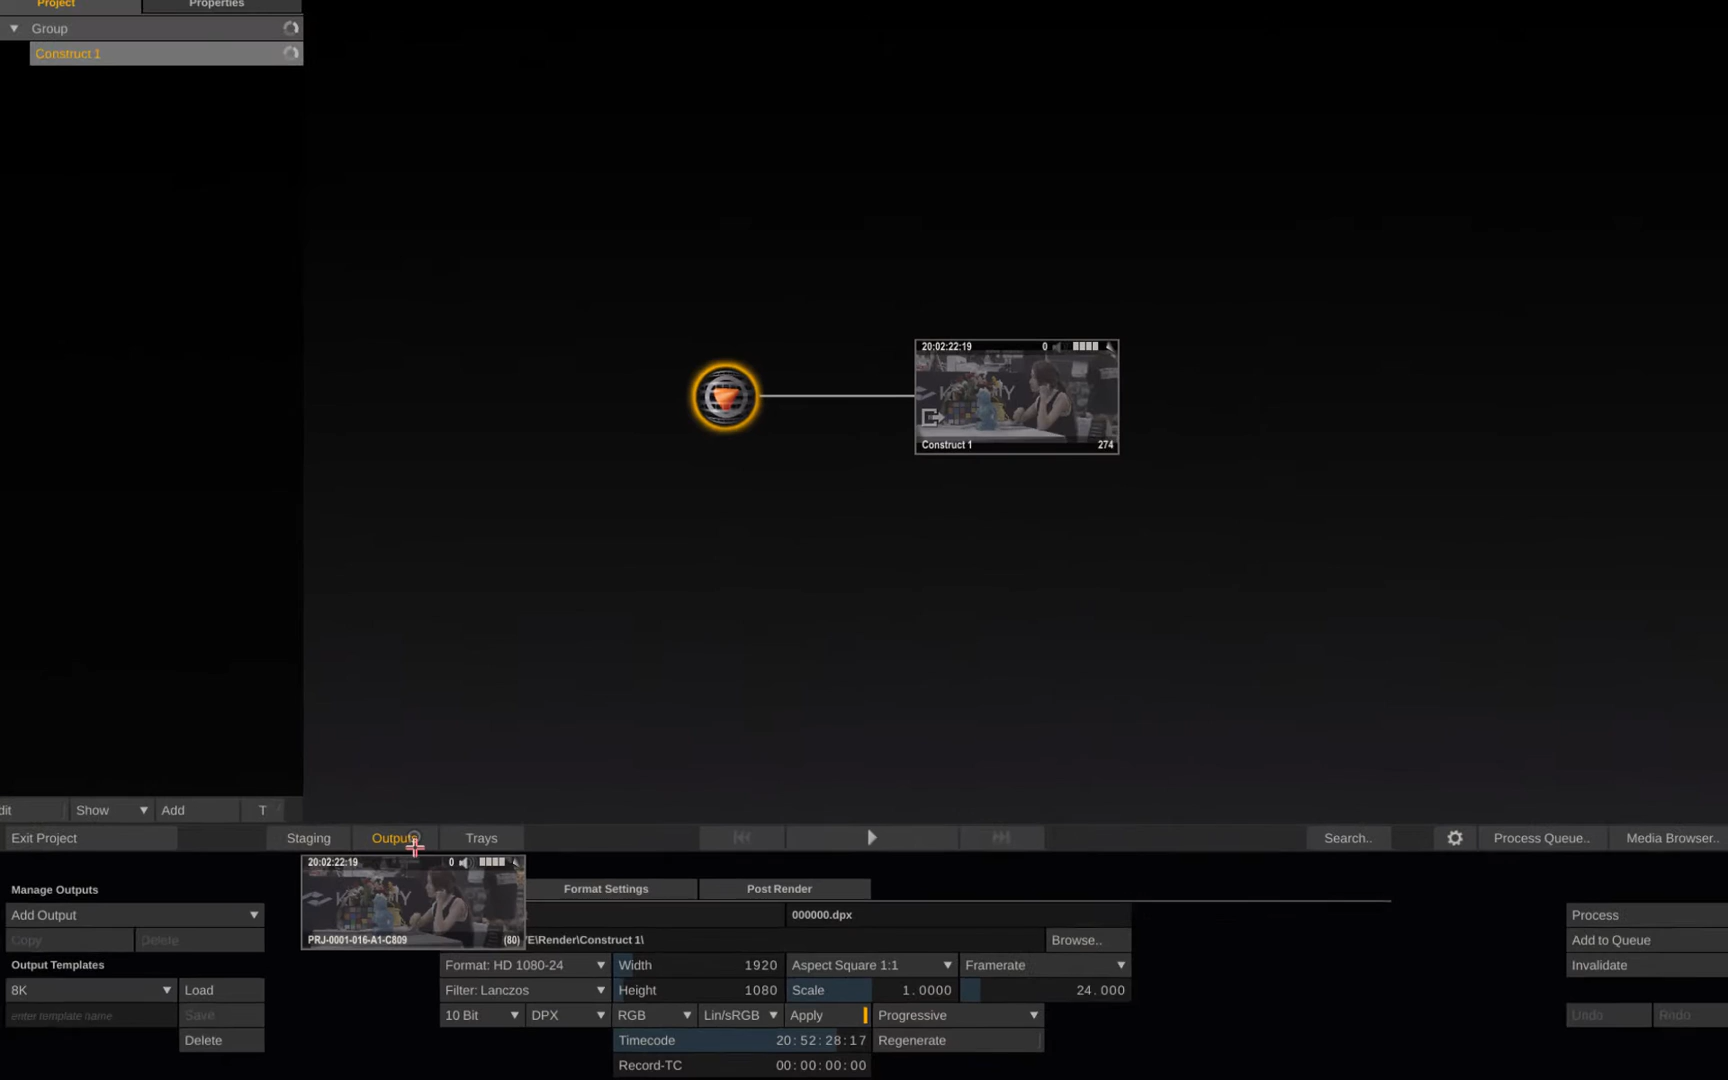 Project
Properties
Group
Construct 1
20:02:22:19
0
Construct 1
274
dit
Show
Add
T
Exit Project
Staging
Outputs
Trays
Search..
Process Queue..
Media Browser..
20:02:22:19
0
PRJ-0001-016-A1-C809
(80)
Manage Outputs
Add Output
Copy
Delete
Output Templates
8K
Load
enter template name
Save
Delete
Format Settings
Post Render
000000.dpx
'E\Render\Construct 1\
Browse..
Format: HD 1080-24
Width
1920
Aspect Square 1:1
Framerate
Filter: Lanczos
Height
1080
Scale
1.0000
24.000
10 Bit
DPX
RGB
Lin/sRGB
Apply
Progressive
Timecode
20:52:28:17
Regenerate
Record-TC
00:00:00:00
Process
Add to Queue
Invalidate
Undo
Redo